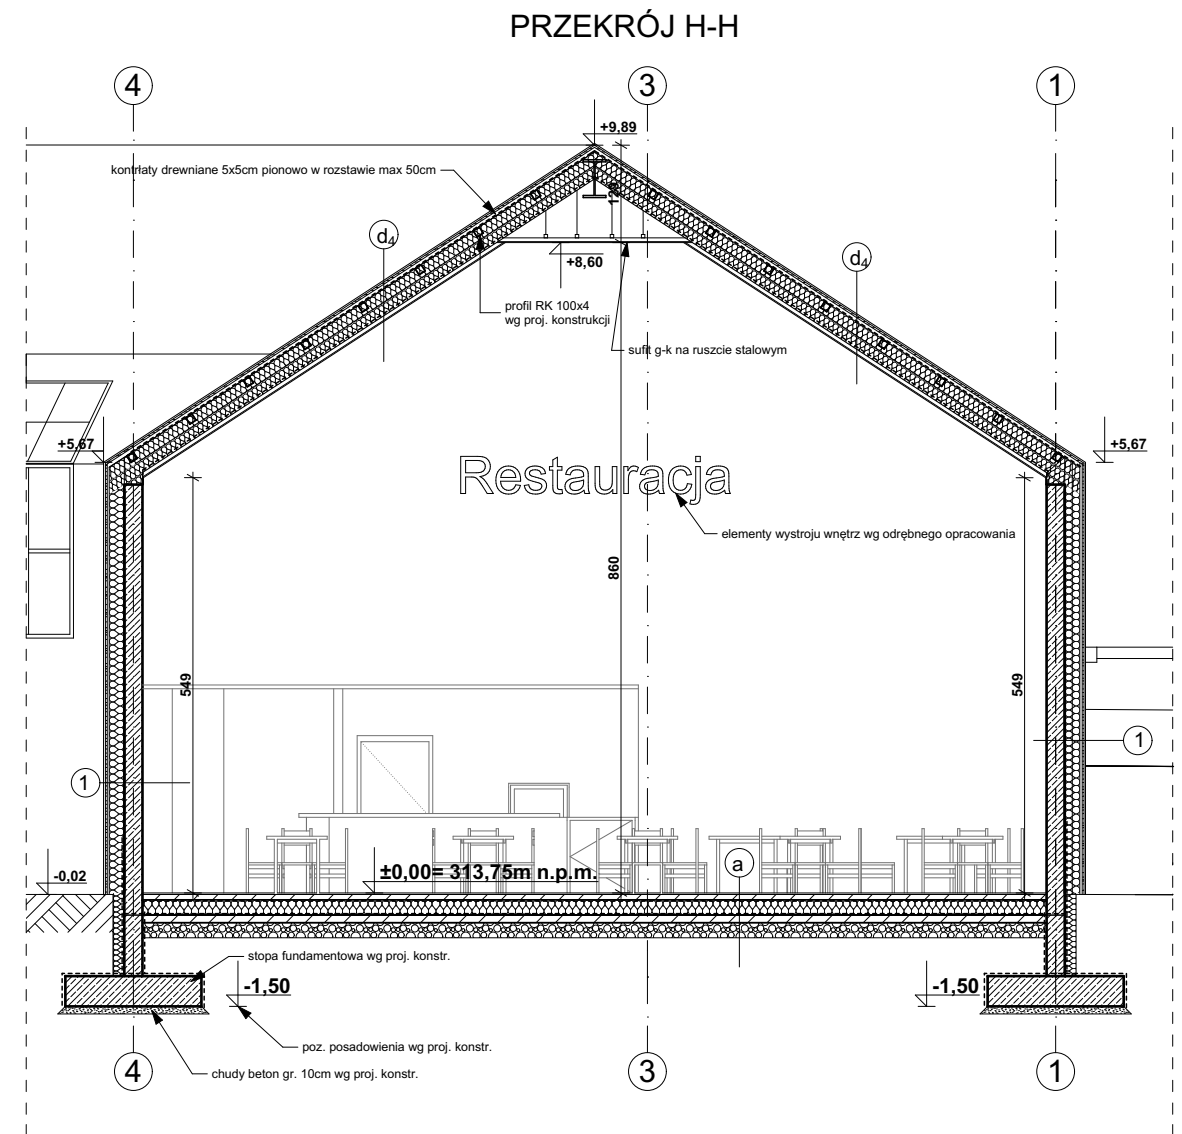 PRZEKRÓJ H-H
4
3
1
+9,89
kontrłaty drewniane 5x5cm pionowo w rozstawie max 50cm
129
d4
d4
+8,60
profil RK 100x4
wg proj. konstrukcji
sufit g-k na ruszcie stalowym
+5,67
+5,67
Restauracja
elementy wystroju wnętrz wg odrębnego opracowania
860
549
549
1
1
a
-0,02
±0,00= 313,75m n.p.m.
stopa fundamentowa wg proj. konstr.
-1,50
-1,50
poz. posadowienia wg proj. konstr.
chudy beton gr. 10cm wg proj. konstr.
4
3
1